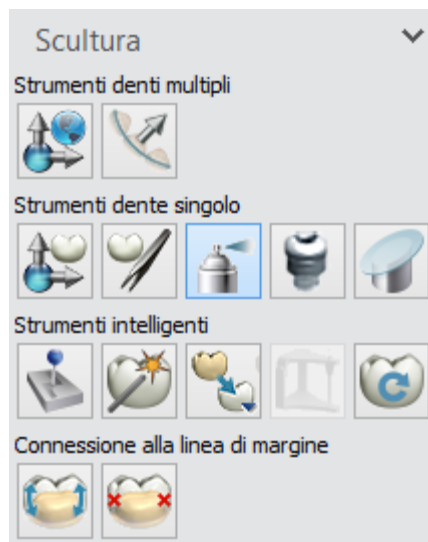 Scultura
Strumenti denti multipli
Strumenti dente singolo
Strumenti intelligenti
Connessione alla linea di margine